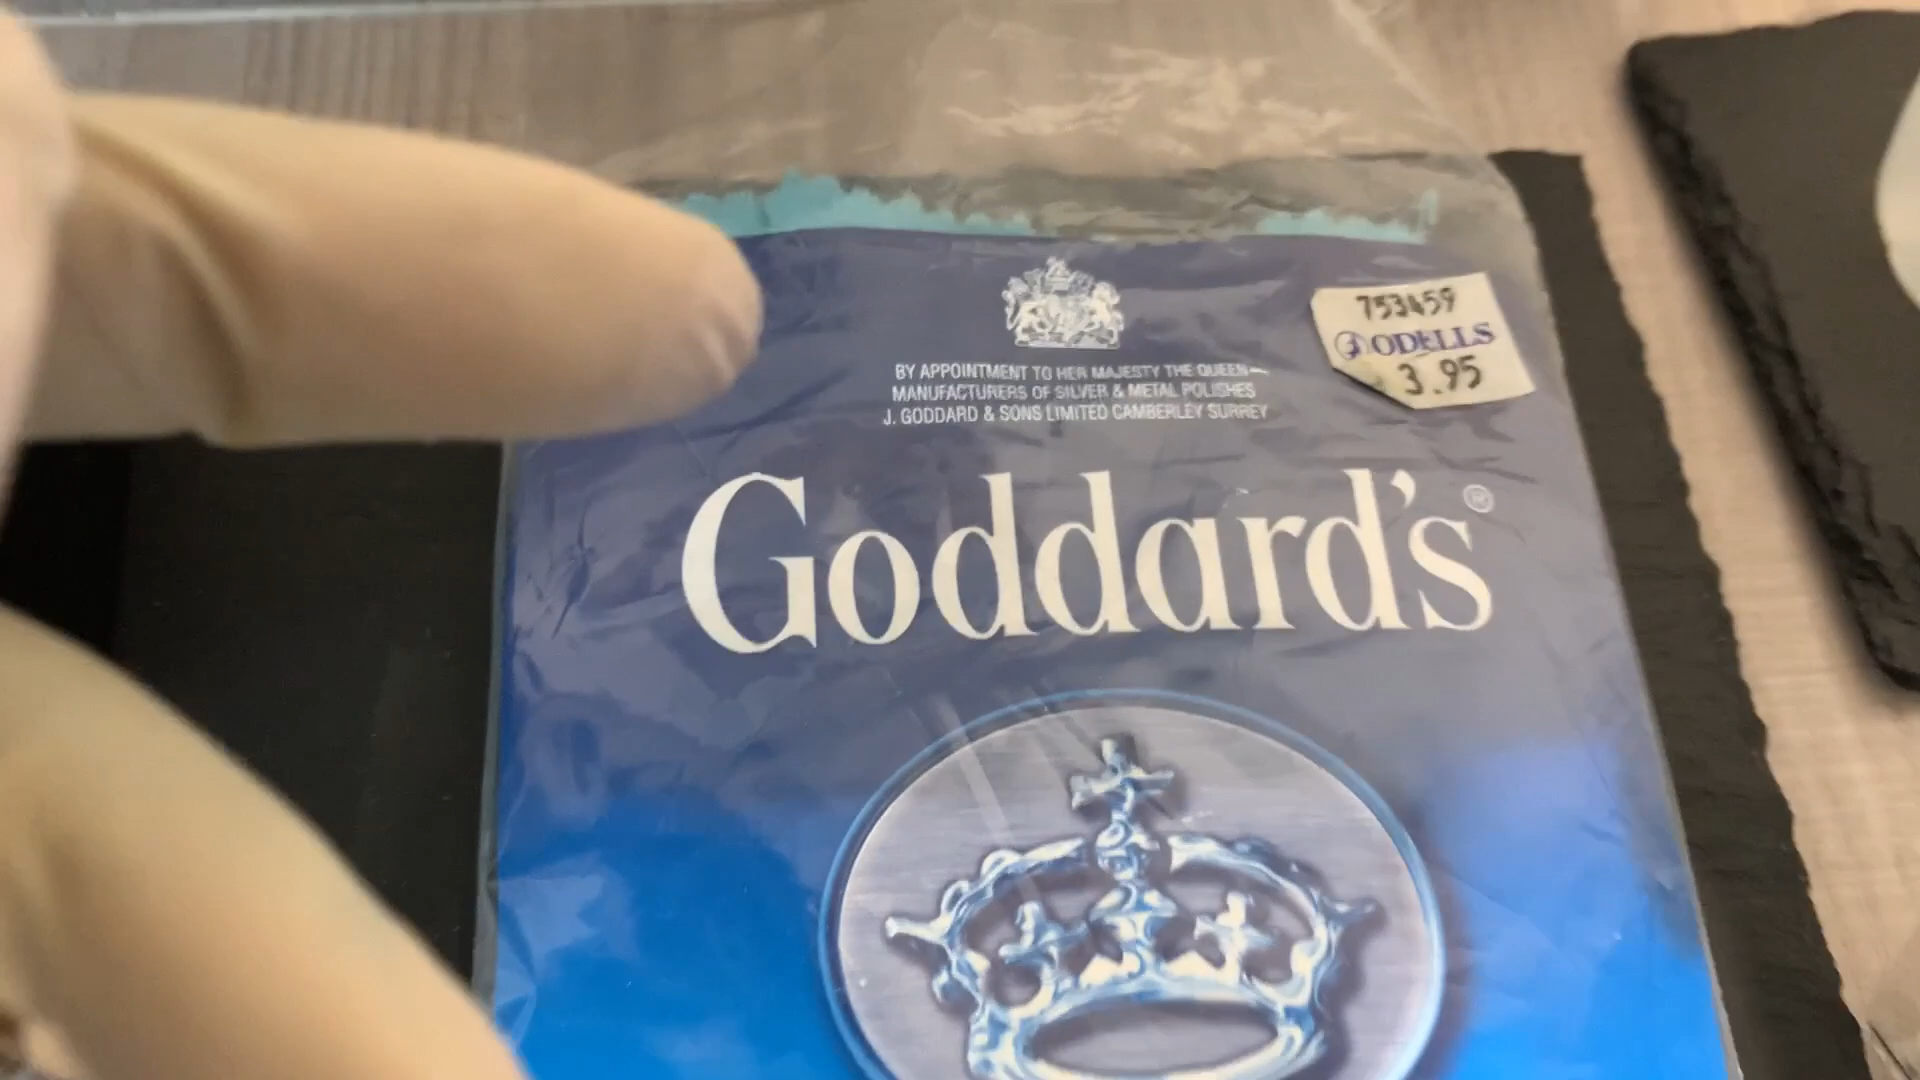 BY APPOINTMENT TO HER MAJESTY THE QUEEN
MANUFACTURERS OF SILVER & METAL POLISHES
J. GODDARD & SONS LIMITED CAMBERLEY SURREY
753459
ODELLS
3.95
Goddard's®